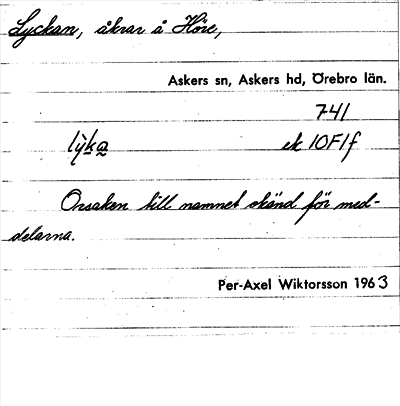 Lyckan, åkrar å Höre,
Askers sn, Askers hd, Örebro län.
741
lỳka ek 10F1f
Orsaken till namnet okänd för med-
delarna.
Per-Axel Wiktorsson 1963